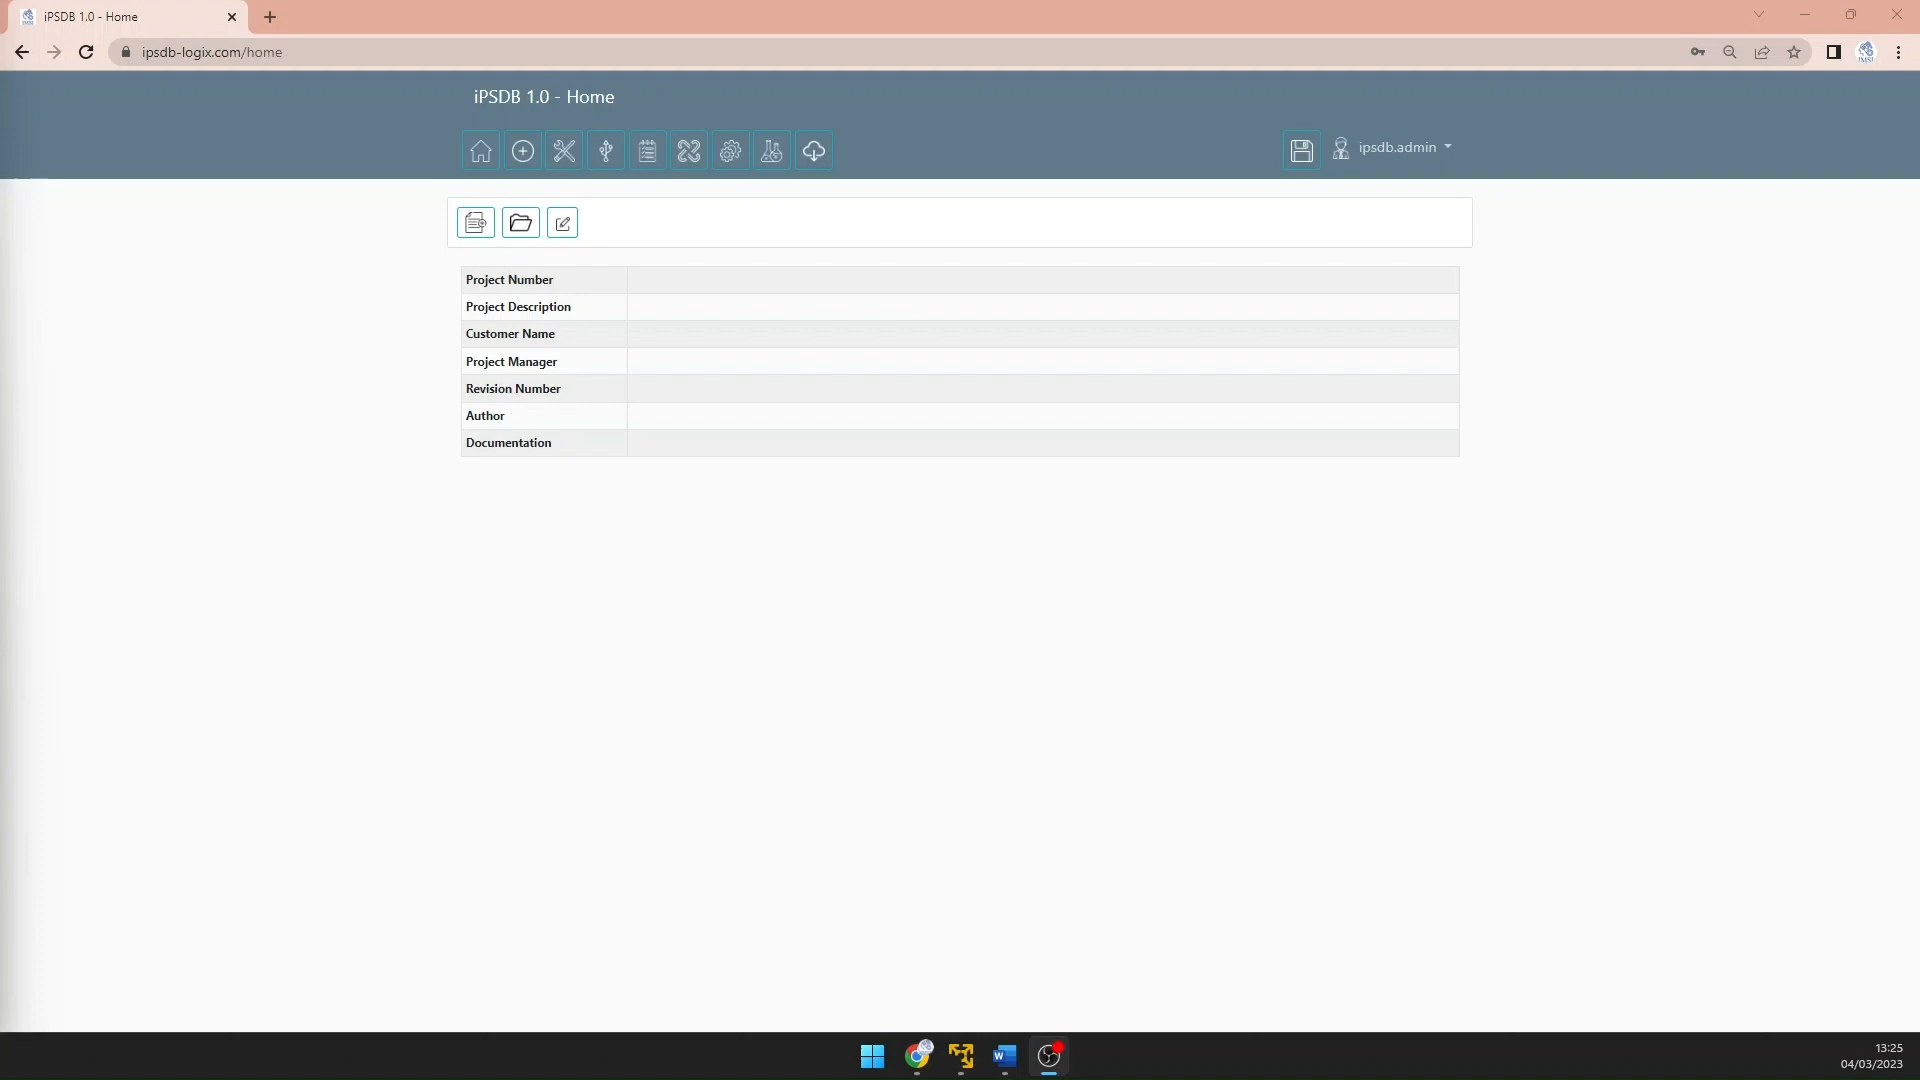 iPSDB 1.0 - Home
ipsdb-logix.com/home
iPSDB 1.0 - Home
ipsdb.admin
Project Number
Project Description
Customer Name
Project Manager
Revision Number
Author
Documentation
13:25
04/03/2023